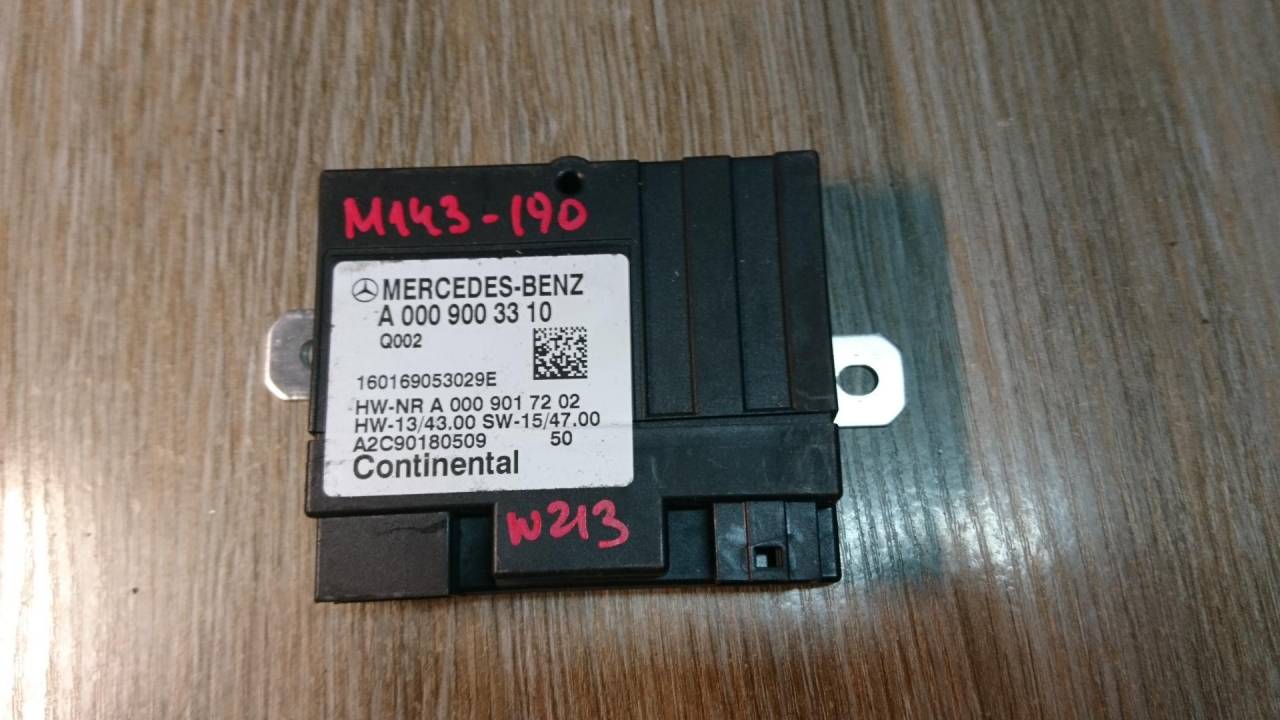 M143-190
MERCEDES-BENZ
A 000 900 33 10
Q002
160169053029E
HW-NR A 000 901 72 02
HW-13/43.00 SW-15/47.00
A2C90180509 50
Continental
W213